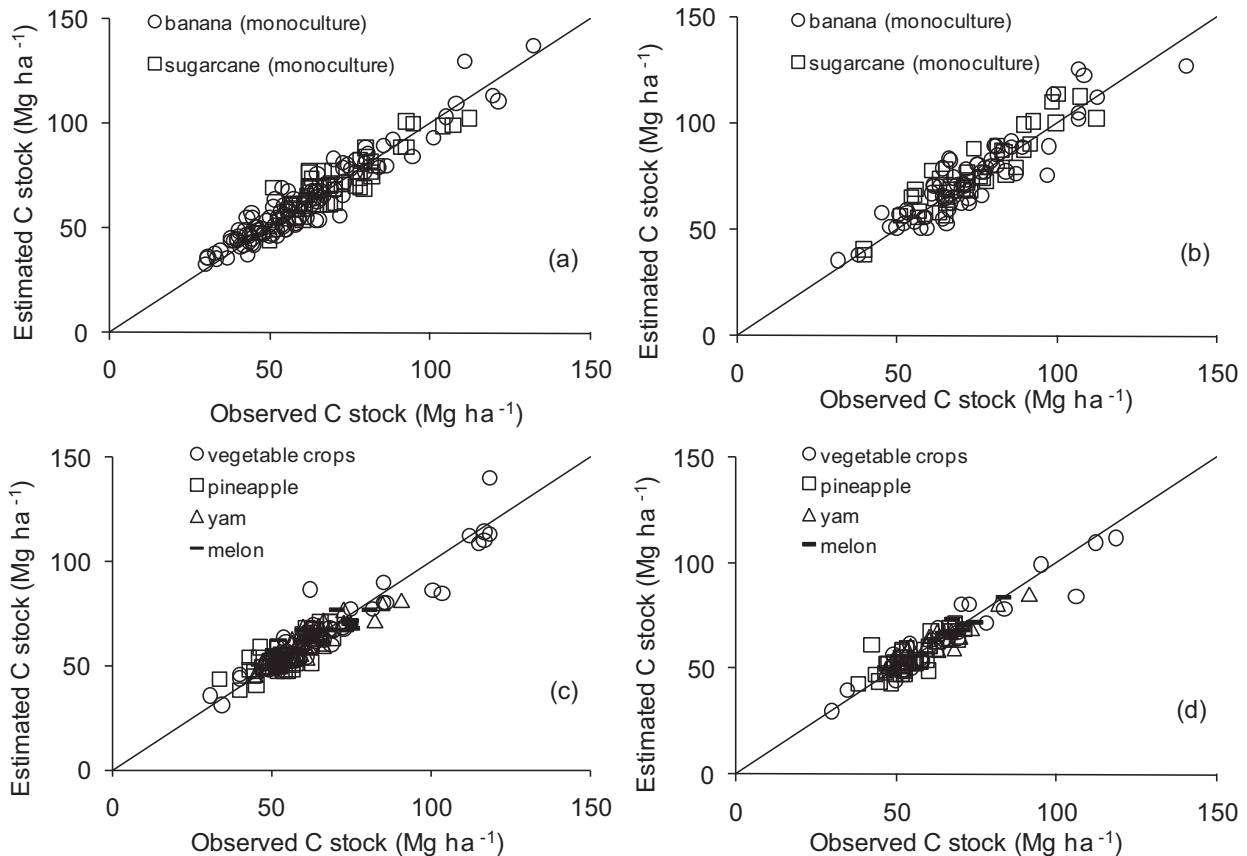 150
100
50
0
Estimated C stock (Mg ha -1)
banana (monoculture)
sugarcane (monoculture)
(a)
0 50 100 150
Observed C stock (Mg ha -1)
150
100
50
0
Estimated C stock (Mg ha -1)
banana (monoculture)
sugarcane (monoculture)
(b)
0 50 100 150
Observed C stock (Mg ha -1)
150
100
50
0
Estimated C stock (Mg ha -1)
vegetable crops
pineapple
yam
melon
(c)
0 50 100 150
Observed C stock (Mg ha -1)
150
100
50
0
Estimated C stock (Mg ha -1)
vegetable crops
pineapple
yam
melon
(d)
0 50 100 150
Observed C stock (Mg ha -1)